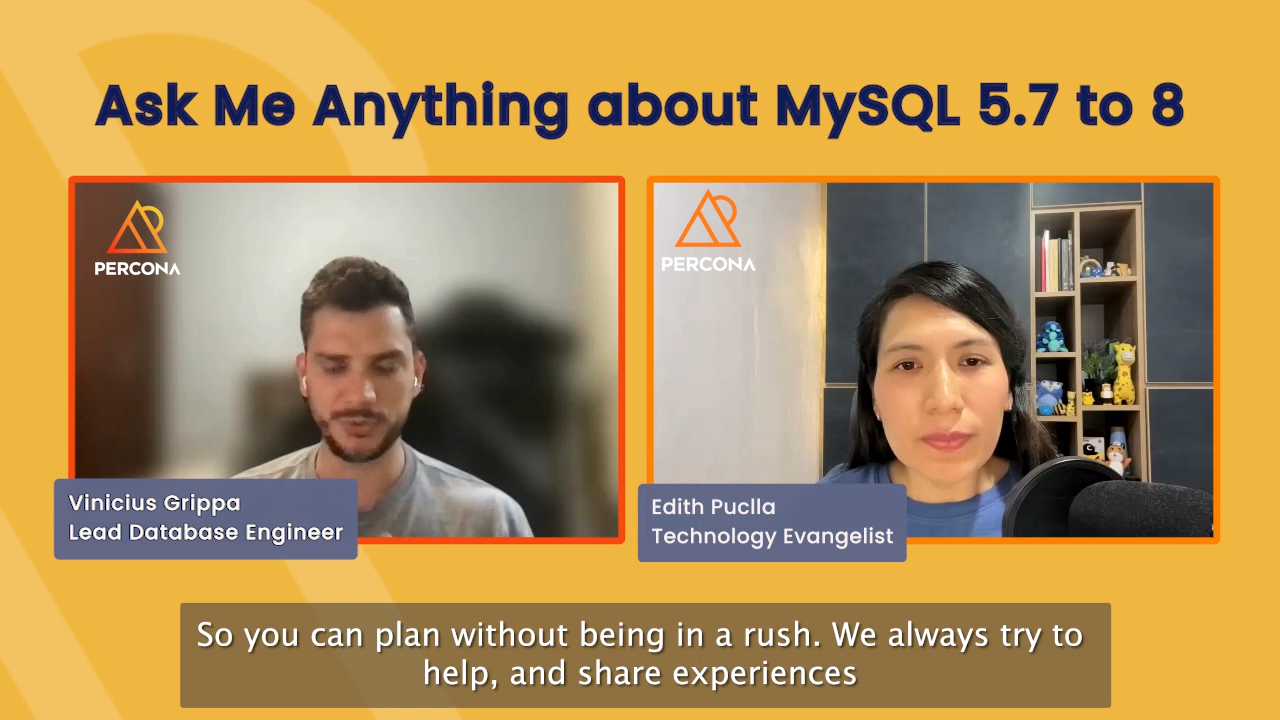 Ask Me Anything about MySQL 5.7 to 8
PERCONA
PERCONA
Vinicius Grippa
Lead Database Engineer
Edith Puclla
Technology Evangelist
So you can plan without being in a rush. We always try to
help, and share experiences